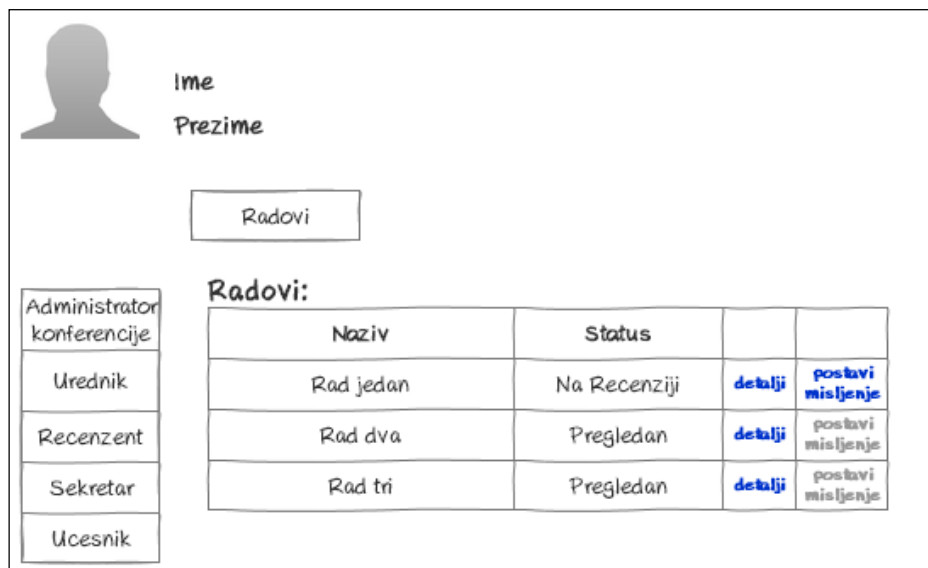 Ime
Prezime
Radovi
Administrator
konferencije
Urednik
Recenzent
Sekretar
Ucesnik
Radovi:
Naziv Status
Rad jedan Na Recenziji detalji postavi misljenje
Rad dva Pregledan detalji postavi misljenje
Rad tri Pregledan detalji postavi misljenje